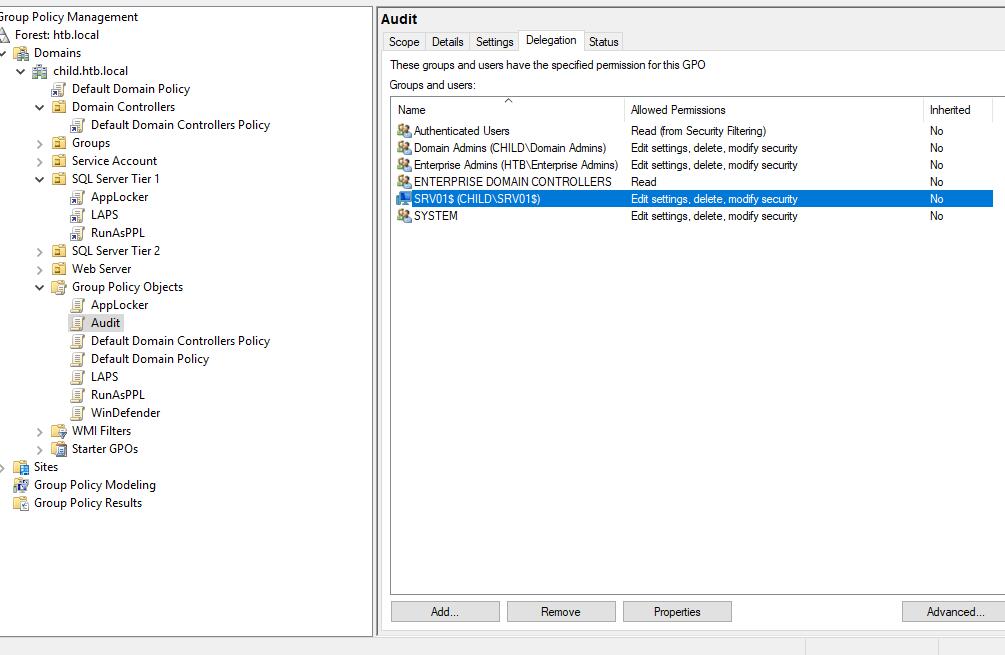 Group Policy Management
Forest: htb.local
Domains
child.htb.local
Default Domain Policy
Domain Controllers
Default Domain Controllers Policy
Groups
Service Account
SQL Server Tier 1
AppLocker
LAPS
RunAsPPL
SQL Server Tier 2
Web Server
Group Policy Objects
AppLocker
Audit
Default Domain Controllers Policy
Default Domain Policy
LAPS
RunAsPPL
WinDefender
WMI Filters
Starter GPOs
Sites
Group Policy Modeling
Group Policy Results
Audit
Scope Details Settings Delegation Status
These groups and users have the specified permission for this GPO
Groups and users:
Name Allowed Permissions Inherited
Authenticated Users Read (from Security Filtering) No
Domain Admins (CHILD\Domain Admins) Edit settings, delete, modify security No
Enterprise Admins (HTB\Enterprise Admins) Edit settings, delete, modify security No
ENTERPRISE DOMAIN CONTROLLERS Read No
SRV01$ (CHILD\SRV01$) Edit settings, delete, modify security No
SYSTEM Edit settings, delete, modify security No
Add... Remove Properties Advanced...